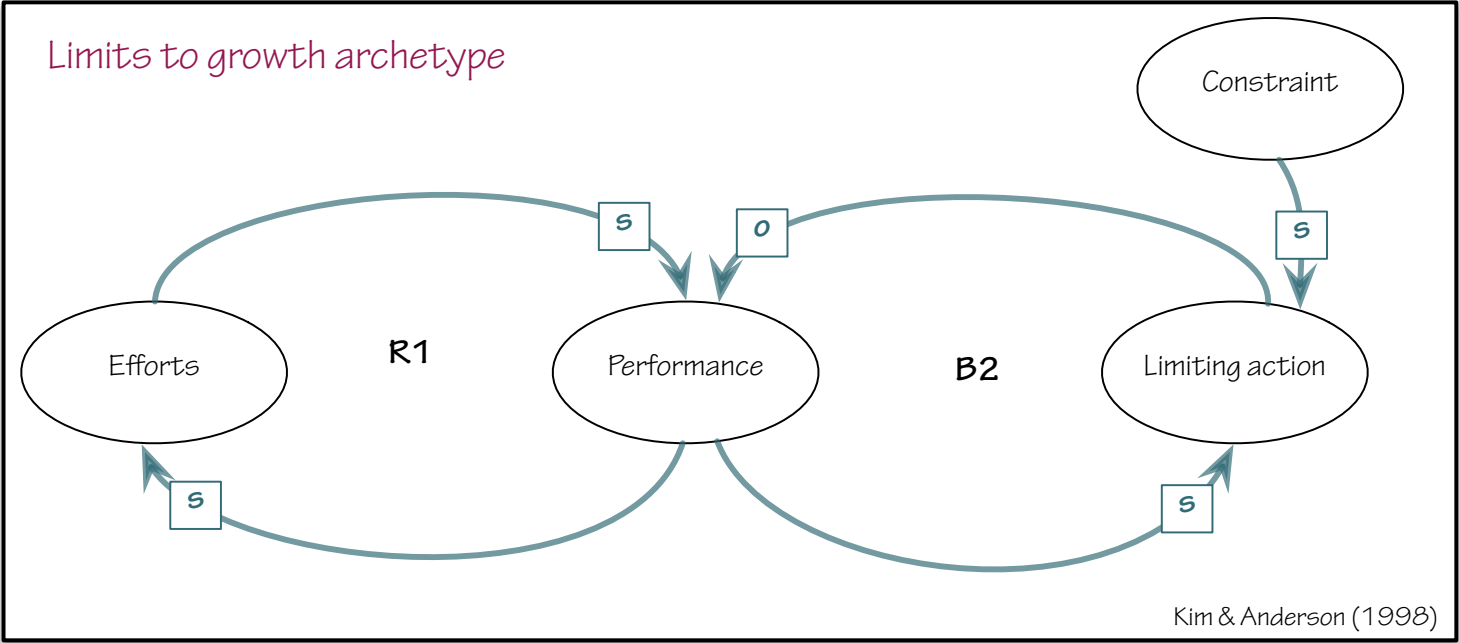 Limits to growth archetype
Constraint
S
O
S
Efforts
R1
Performance
B2
Limiting action
S
S
Kim & Anderson (1998)